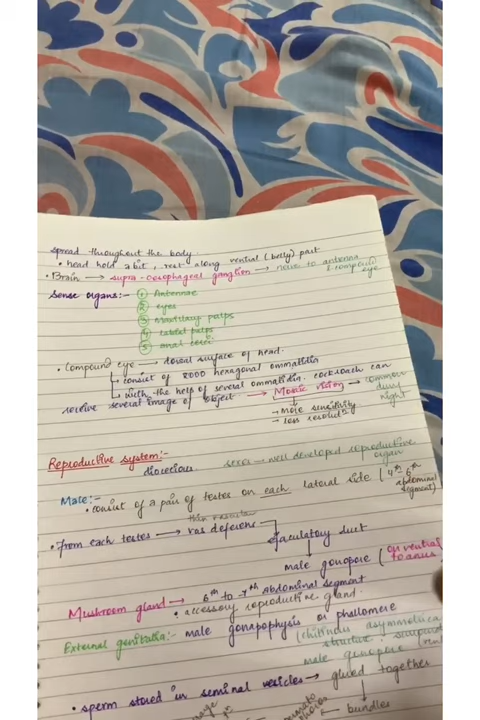 spread throughout the body
• head hold a bit, rest along ventral (belly) part
• Brain → supra-oesophageal ganglion → nerve to antenna & compound eye
Sense organs:- ① Antennae
② eyes
③ Maxillary palps
④ Labial palps
⑤ anal cerci
• Compound eye → dorsal surface of head.
→ consist of 2000 hexagonal ommatidia
→ with the help of several ommatidia. cockroach can
receive several image of object → Mosaic vision → common during night
→ more sensitivity
→ less resolutn
Reproductive system:-
dioecious sexes → well developed reproductive organ
Male:-
• consist of a pair of testes on each lateral side (4th-6th abdominal segment)
thin vascular
• From each testes → vas deferens
ejaculatory duct
male gonopore (on ventral to anus
Mushroom gland → 6th to 7th abdominal segment
• accessory reproductive gland.
External genitalia:- male gonapophysis or phallomere
(chitinous asymmetrical
structure
male gonopore
• sperm stored in seminal vesicles → glued together
→ bundles